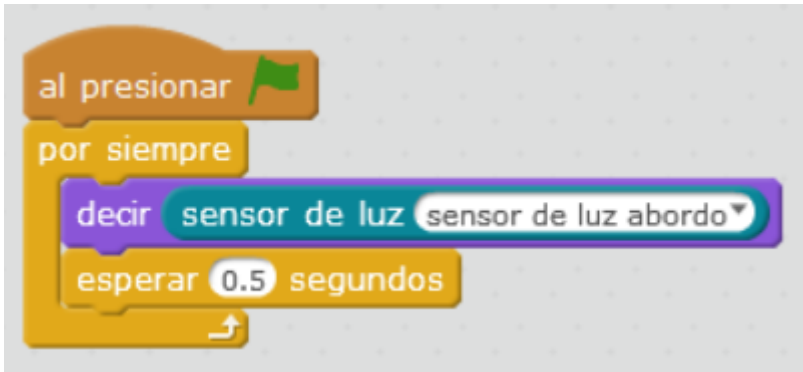 al presionar
por siempre
decir sensor de luz sensor de luz abordo
esperar 0.5 segundos